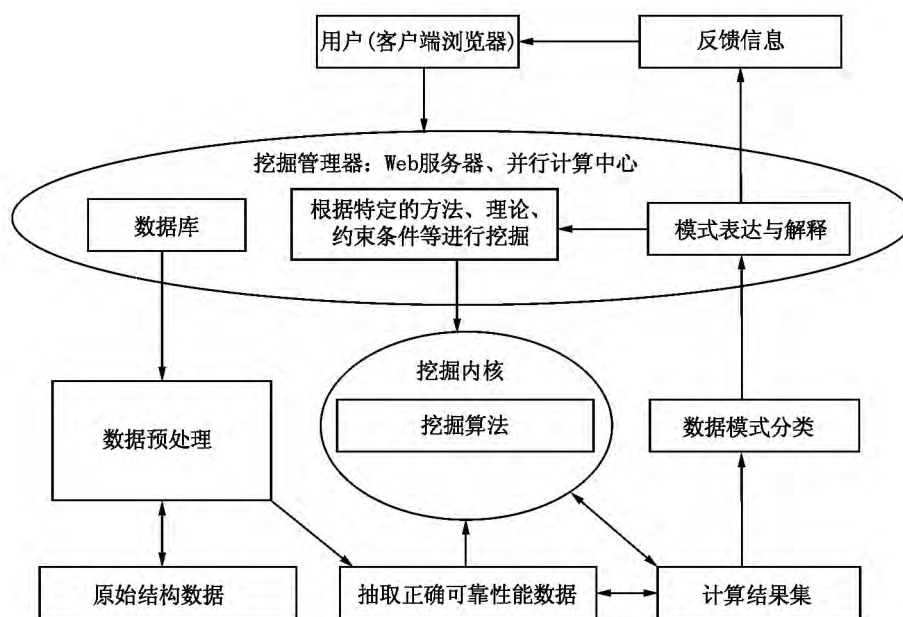 用户(客户端浏览器)
反馈信息
挖掘管理器：Web服务器、并行计算中心
数据库
根据特定的方法、理论、
约束条件等进行挖掘
模式表达与解释
挖掘内核
挖掘算法
数据预处理
数据模式分类
原始结构数据
抽取正确可靠性能数据
计算结果集